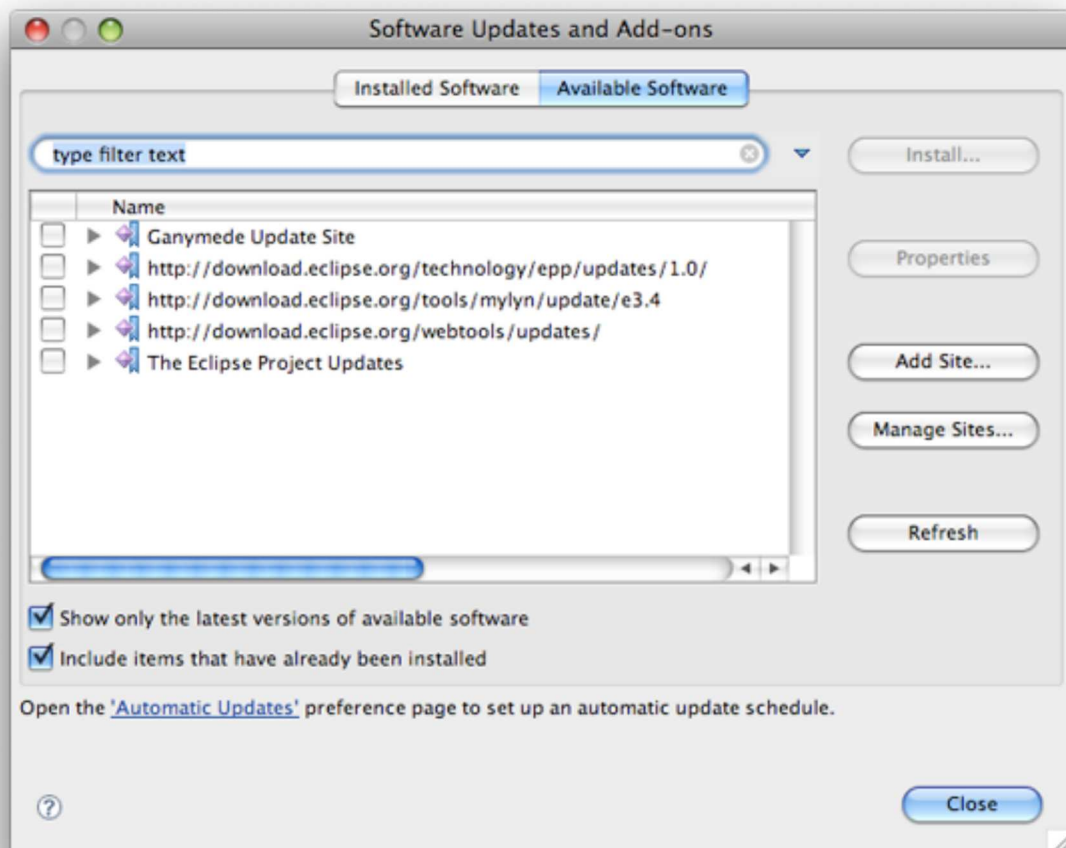 Software Updates and Add-ons
Installed Software
Available Software
type filter text
Install...
Name
Ganymede Update Site
http://download.eclipse.org/technology/epp/updates/1.0/
http://download.eclipse.org/tools/mylyn/update/e3.4
http://download.eclipse.org/webtools/updates/
The Eclipse Project Updates
Properties
Add Site...
Manage Sites...
Refresh
Show only the latest versions of available software
Include items that have already been installed
Open the 'Automatic Updates' preference page to set up an automatic update schedule.
?
Close